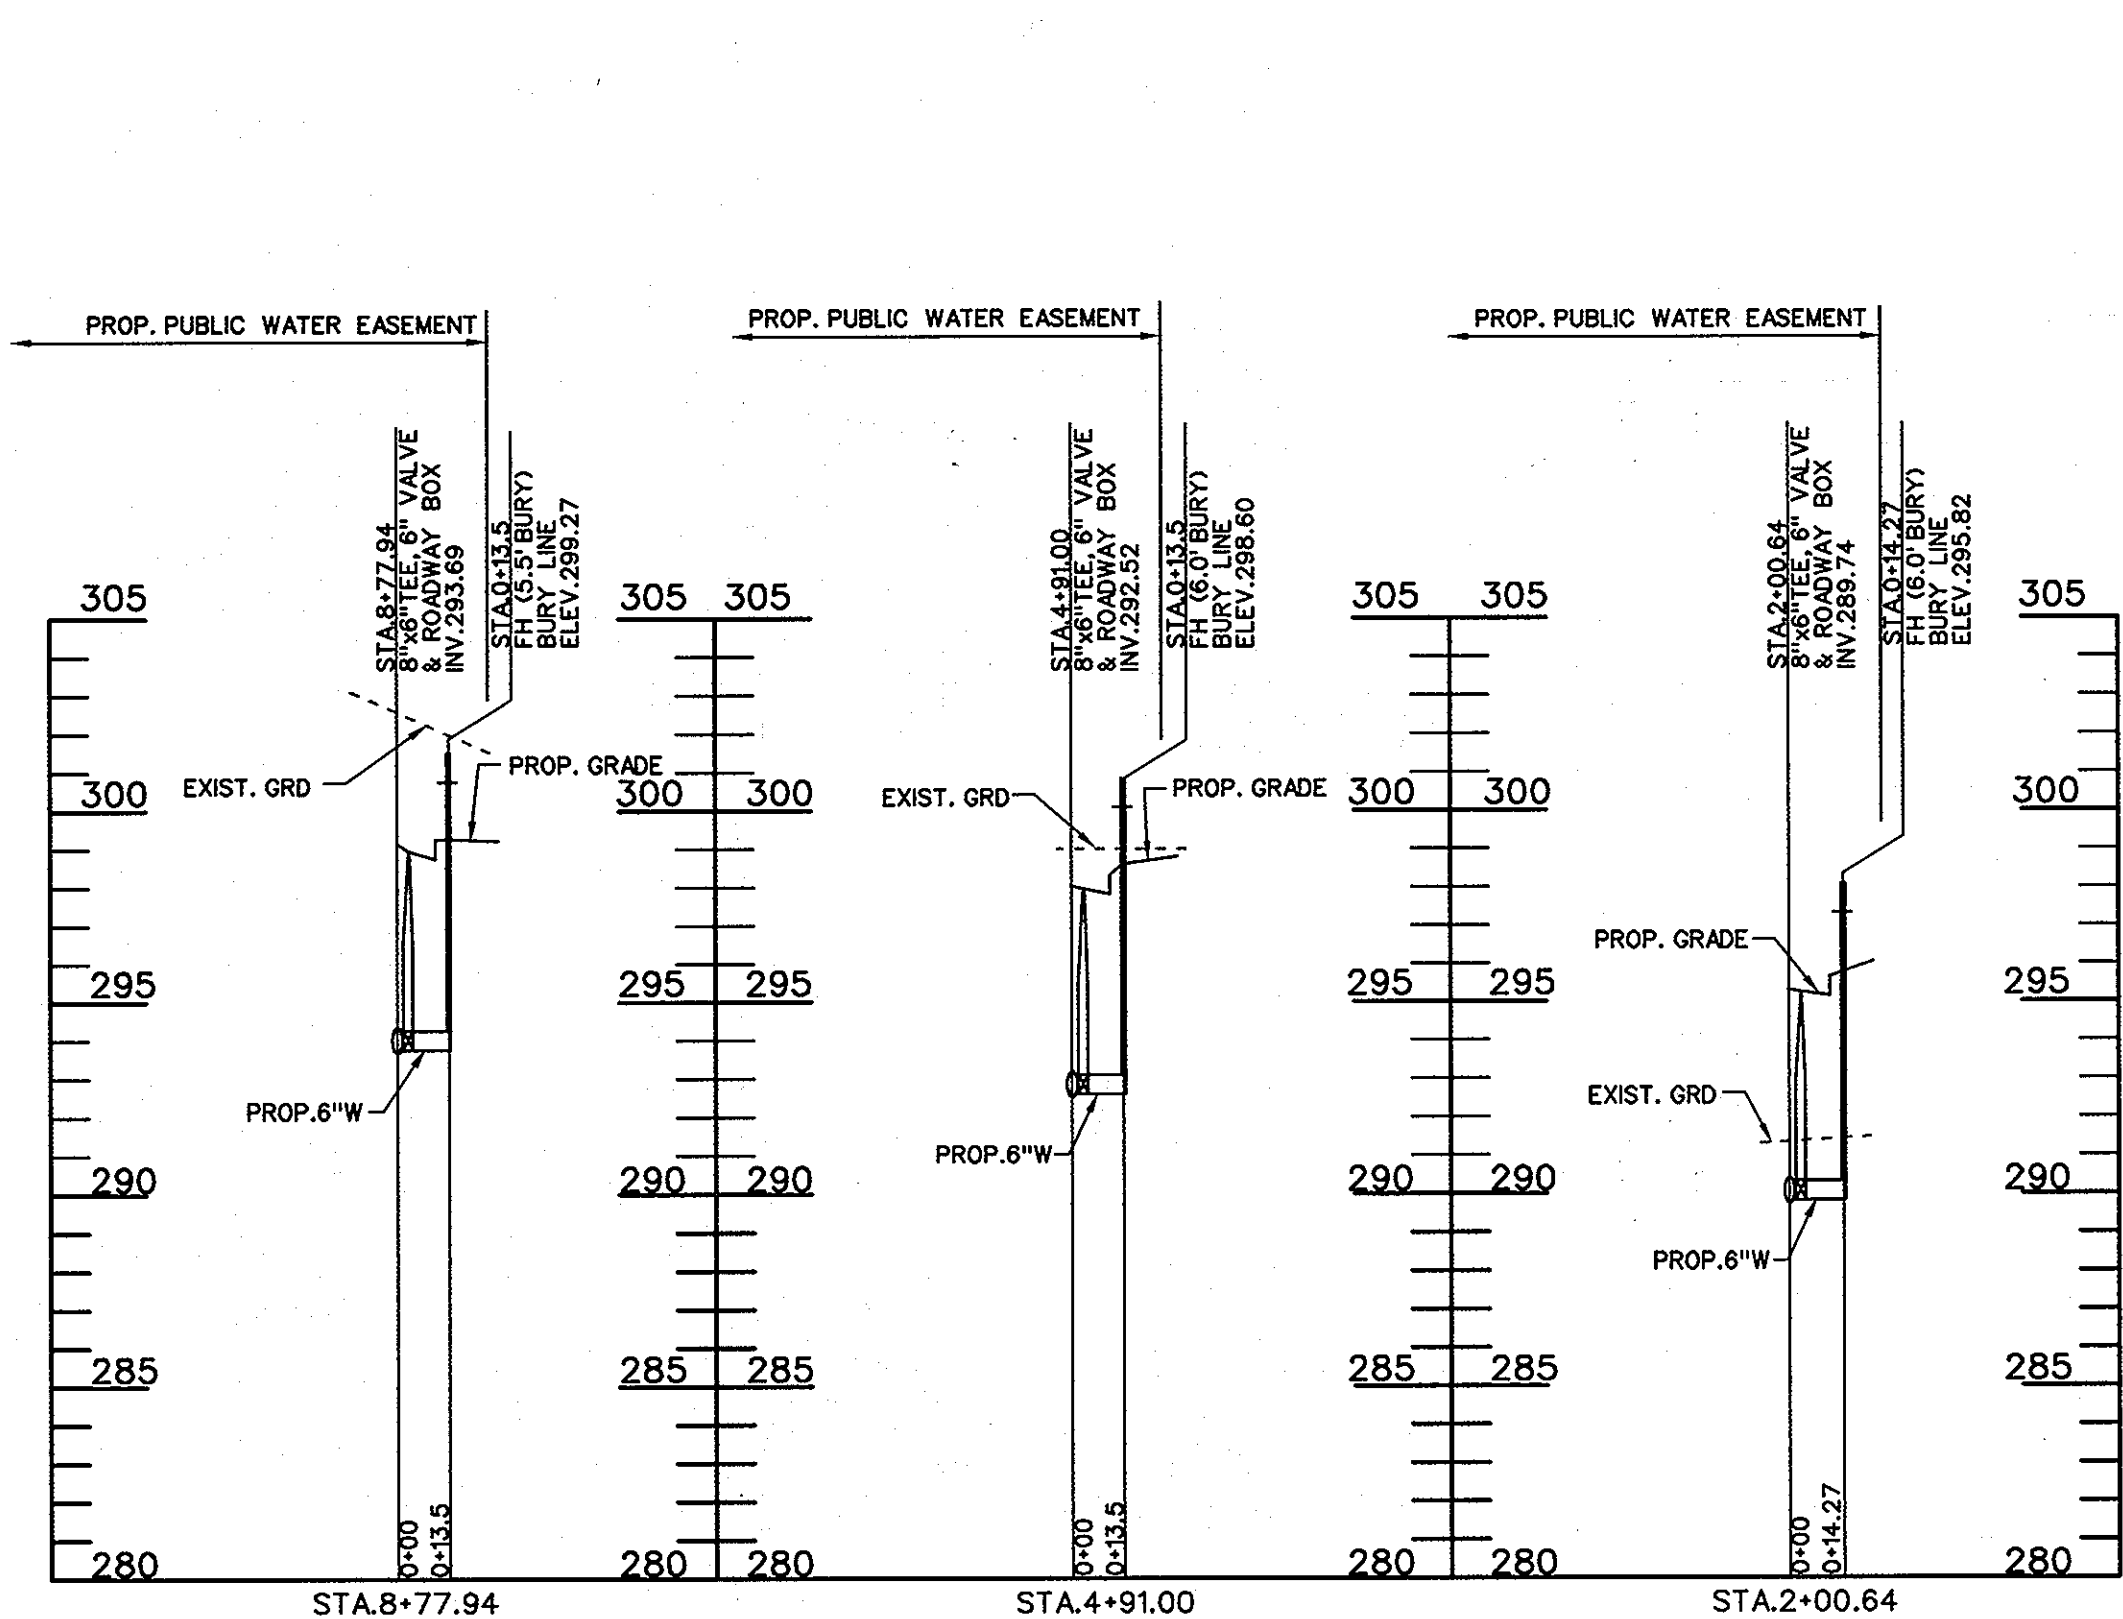 PROP. PUBLIC WATER EASEMENT
STA.8+77.94
8"x6"TEE, 6" VALVE
& ROADWAY BOX
INV.293.69
STA.0+13.5
FH (5.5' BURY)
BURY LINE
ELEV.299.27
305
300
295
290
285
280
EXIST. GRD
PROP. GRADE
PROP.6"W
0+00
0+13.5
STA.8+77.94
305 305
300 300
295 295
290 290
285 285
280 280
PROP. PUBLIC WATER EASEMENT
STA.4+91.00
8"x6"TEE, 6" VALVE
& ROADWAY BOX
INV.292.52
STA.0+13.5
FH (6.0' BURY)
BURY LINE
ELEV.298.60
EXIST. GRD
PROP. GRADE
PROP.6"W
0+00
0+13.5
STA.4+91.00
305 305
300 300
295 295
290 290
285 285
280 280
PROP. PUBLIC WATER EASEMENT
STA.2+00.64
8"x6"TEE, 6" VALVE
& ROADWAY BOX
INV.289.74
STA.0+14.27
FH (6.0' BURY)
BURY LINE
ELEV.295.82
PROP. GRADE
EXIST. GRD
PROP.6"W
0+00
0+14.27
STA.2+00.64
305
300
295
290
285
280